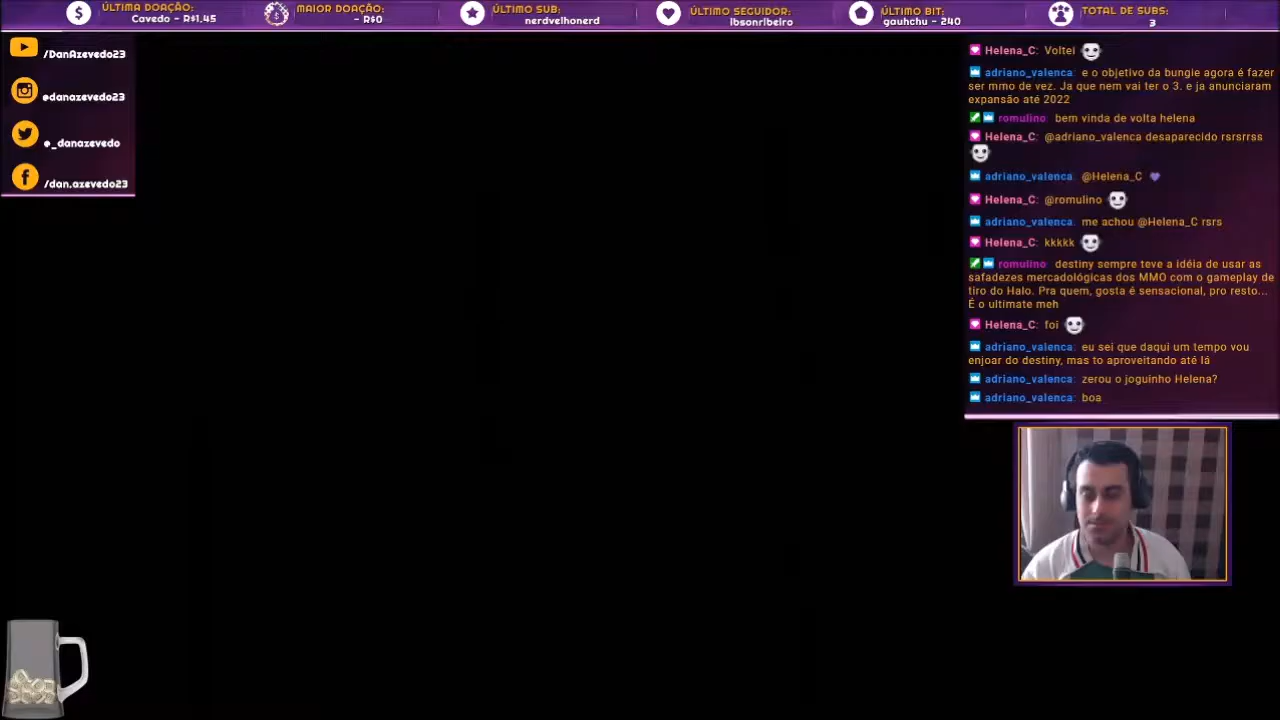 ÚLTIMA DOAÇÃO:
Cavedo - R$1,45
MAIOR DOAÇÃO:
- R$0
ÚLTIMO SUB:
nerdvelhonerd
ÚLTIMO SEGUIDOR:
lbsonribeiro
ÚLTIMO BIT:
gauhchu - 240
TOTAL DE SUBS:
3
/DanAzevedo23
@danazevedo23
@_danazevedo
/dan.azevedo23
Helena_C: Voltei
adriano_valenca: e o objetivo da bungie agora é fazer
ser mmo de vez. Ja que nem vai ter o 3. e ja anunciaram
expansão até 2022
romulino: bem vinda de volta helena
Helena_C: @adriano_valenca desaparecido rsrsrrss
adriano_valenca: @Helena_C
Helena_C: @romulino
adriano_valenca: me achou @Helena_C rsrs
Helena_C: kkkkk
romulino: destiny sempre teve a idéia de usar as
safadezes mercadológicas dos MMO com o gameplay de
tiro do Halo. Pra quem, gosta é sensacional, pro resto...
É o ultimate meh
Helena_C: foi
adriano_valenca: eu sei que daqui um tempo vou
enjoar do destiny, mas to aproveitando até lá
adriano_valenca: zerou o joguinho Helena?
adriano_valenca: boa